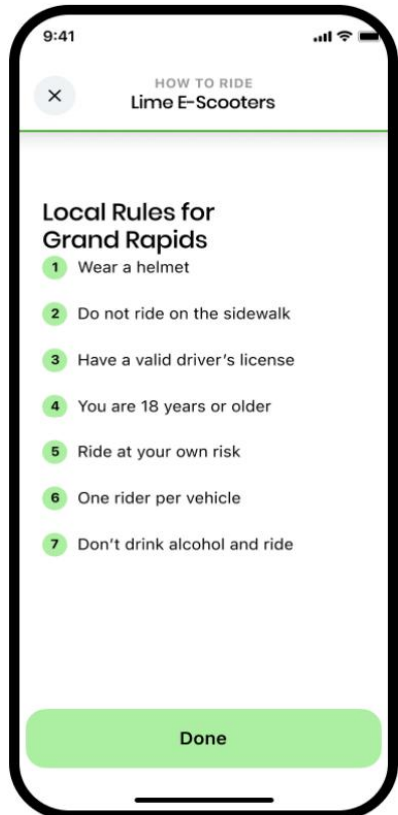 9:41
HOW TO RIDE
Lime E-Scooters
Local Rules for
Grand Rapids
1 Wear a helmet
2 Do not ride on the sidewalk
3 Have a valid driver's license
4 You are 18 years or older
5 Ride at your own risk
6 One rider per vehicle
7 Don't drink alcohol and ride
Done